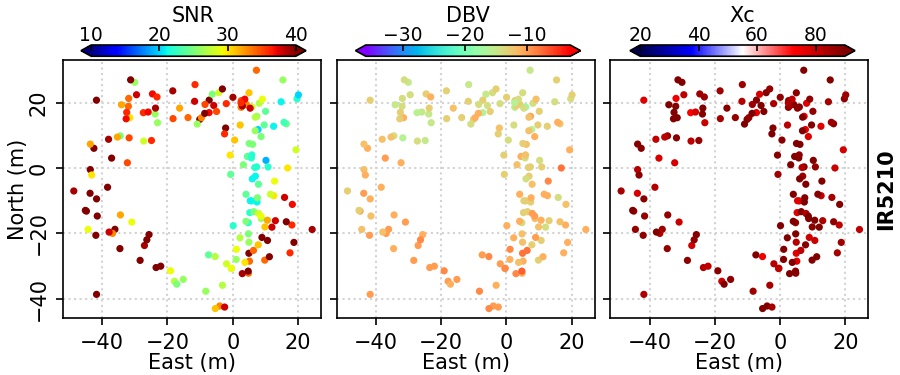 SNR DBV Xc
10 20 30 40 −30 −20 −10 20 40 60 80
20
0
−20
−40
North (m)
IR5210
−40 −20 0 20 −40 −20 0 20 −40 −20 0 20
East (m) East (m) East (m)